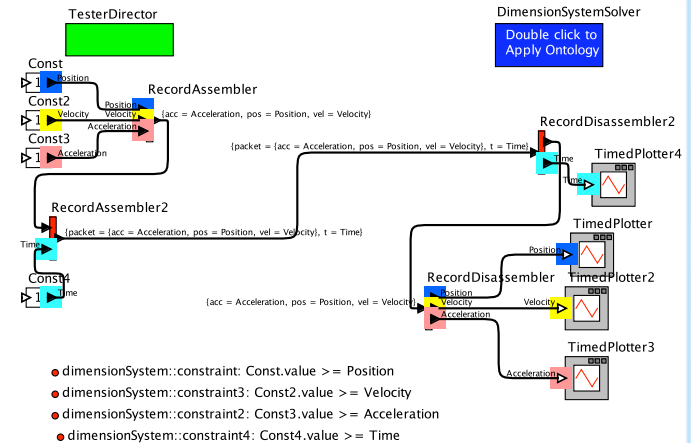 TesterDirector
DimensionSystemSolver
Double click to
Apply Ontology
Const
1
Position
RecordAssembler
Position
Const2
1
Velocity
Velocity
{acc = Acceleration, pos = Position, vel = Velocity}
Acceleration
Const3
1
Acceleration
RecordDisassembler2
{packet = {acc = Acceleration, pos = Position, vel = Velocity}, t = Time}
Time
TimedPlotter4
Time
RecordAssembler2
{packet = {acc = Acceleration, pos = Position, vel = Velocity}, t = Time}
Time
TimedPlotter
Position
Const4
1
Time
RecordDisassembler
TimedPlotter2
Position
{acc = Acceleration, pos = Position, vel = Velocity}
Velocity
Velocity
Acceleration
TimedPlotter3
Acceleration
dimensionSystem::constraint: Const.value >= Position
dimensionSystem::constraint3: Const2.value >= Velocity
dimensionSystem::constraint2: Const3.value >= Acceleration
dimensionSystem::constraint4: Const4.value >= Time